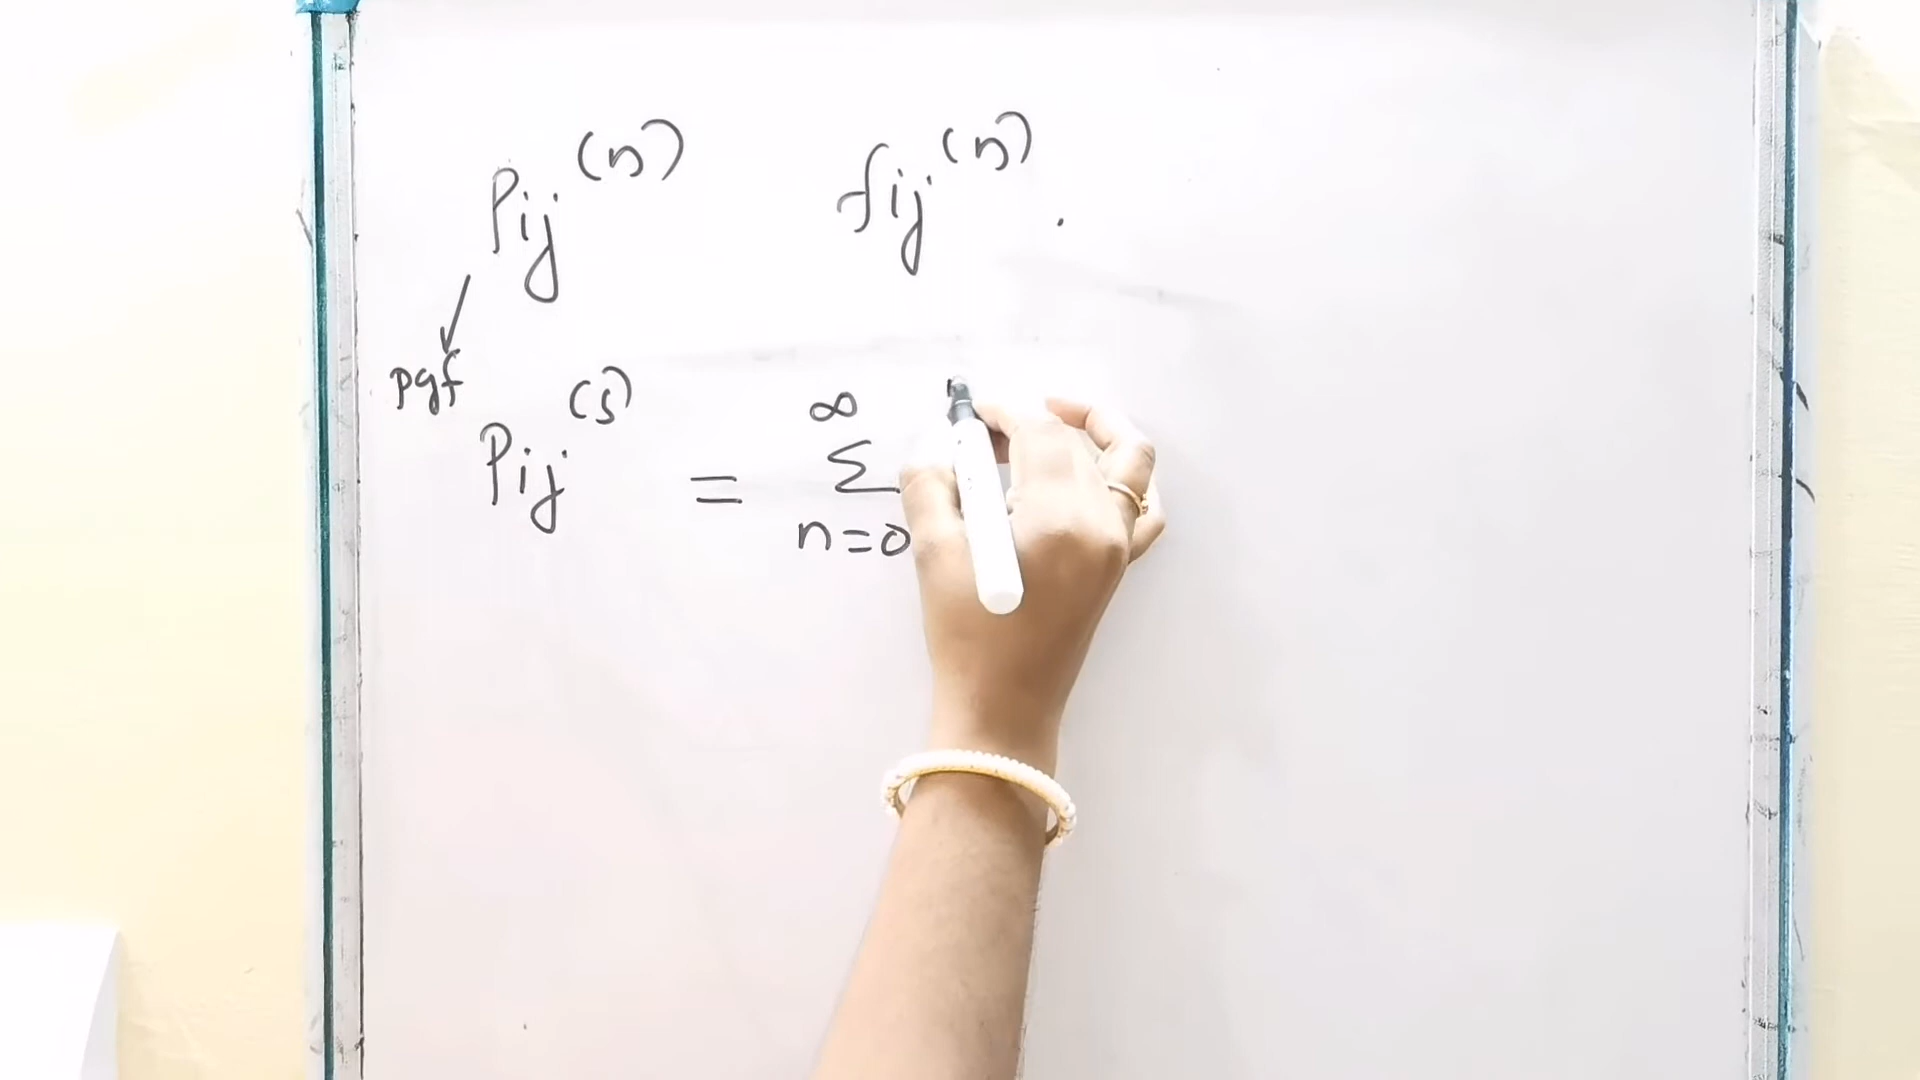 Pij^(n) fij^(n) .
pgf
Pij^(s) = ∞ Σ n=0